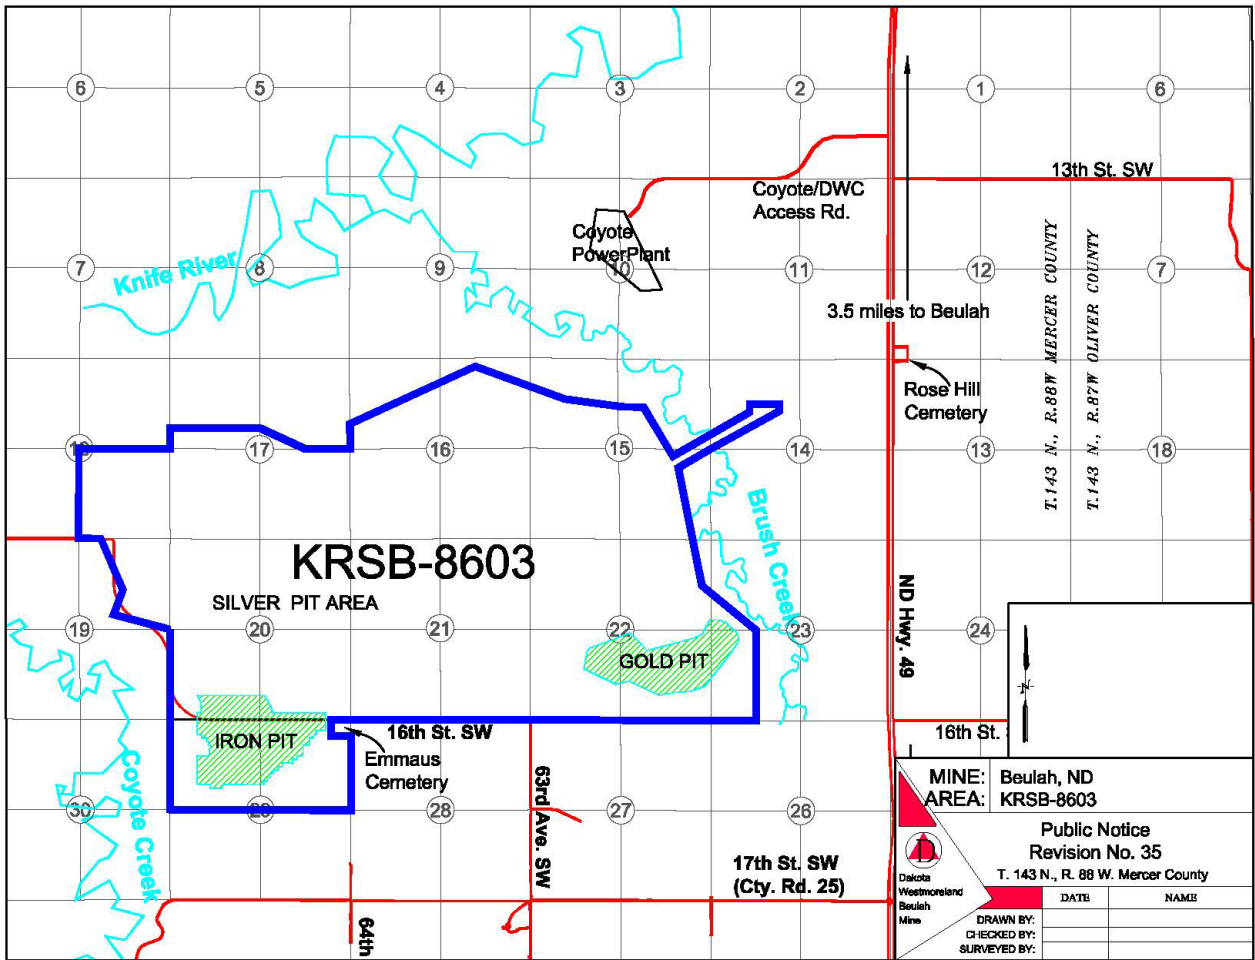 6
5
4
3
2
1
6
13th St. SW
Coyote/DWC
Access Rd.
Coyote
PowerPlant
Knife River
7
8
9
10
11
12
7
3.5 miles to Beulah
T.143 N., R.88W MERCER COUNTY
T.143 N., R.87W OLIVER COUNTY
Rose Hill
Cemetery
18
17
16
15
14
13
18
Brush Creek
KRSB-8603
SILVER PIT AREA
ND Hwy. 49
19
20
21
22
23
24
GOLD PIT
N
IRON PIT
16th St. SW
16th St.
Emmaus
Cemetery
Coyote Creek
63rd Ave. SW
30
29
28
27
26
17th St. SW
(Cty. Rd. 25)
64th
MINE: Beulah, ND
AREA: KRSB-8603
Public Notice
Revision No. 35
T. 143 N., R. 88 W. Mercer County
D
Dakota
Westmoreland
Beulah
Mine
DATE NAME
DRAWN BY:
CHECKED BY:
SURVEYED BY: